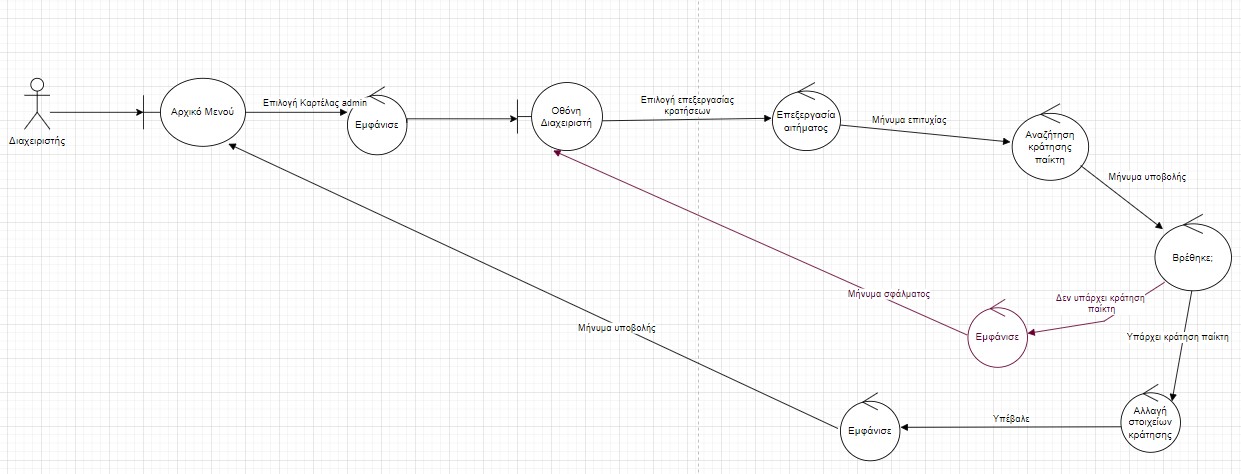 Διαχειριστής
Αρχικό Μενού
Επιλογή Καρτέλας admin
Εμφάνισε
Οθόνη
Διαχειριστή
Επιλογή επεξεργασίας
κρατήσεων
Επεξεργασία
αιτήματος
Μήνυμα επιτυχίας
Αναζήτηση
κράτησης
παίκτη
Μήνυμα υποβολής
Βρέθηκε;
Δεν υπάρχει κράτηση
παίκτη
Εμφάνισε
Μήνυμα σφάλματος
Υπάρχει κράτηση παίκτη
Αλλαγή
στοιχείων
κράτησης
Υπέβαλε
Εμφάνισε
Μήνυμα υποβολής